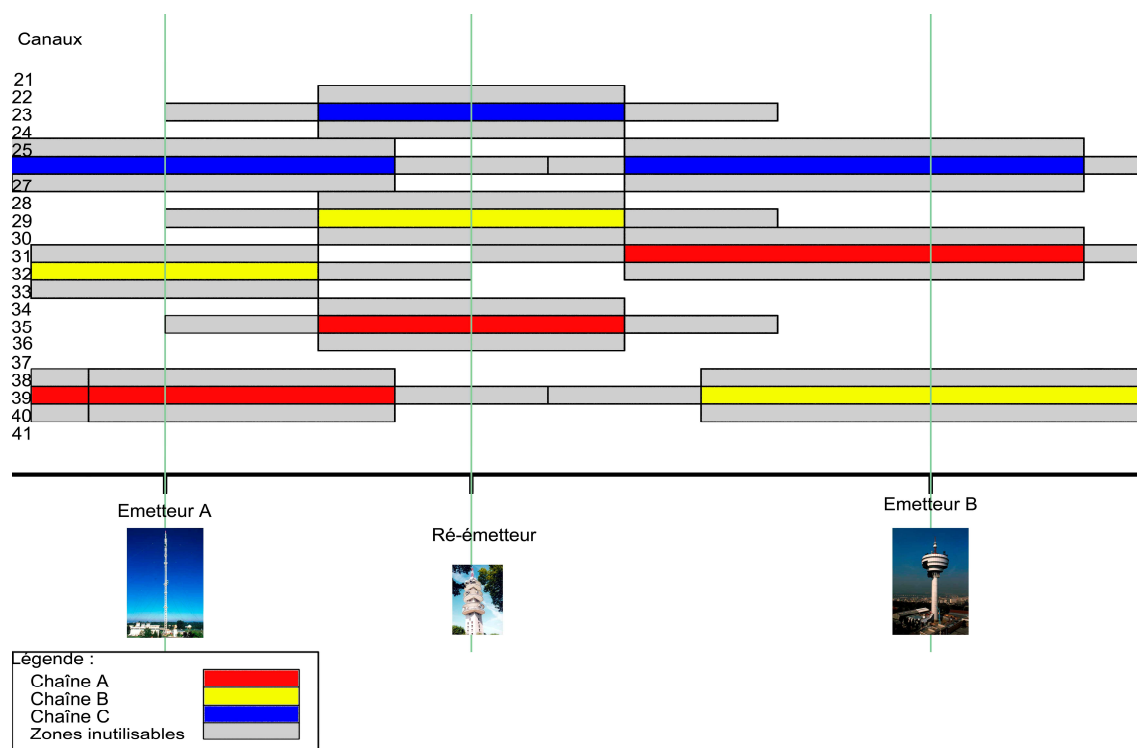 Canaux
21
22
23
24
25
27
28
29
30
31
32
33
34
35
36
37
38
39
40
41
Emetteur A
Ré-émetteur
Emetteur B
Légende :
Chaîne A
Chaîne B
Chaîne C
Zones inutilisables